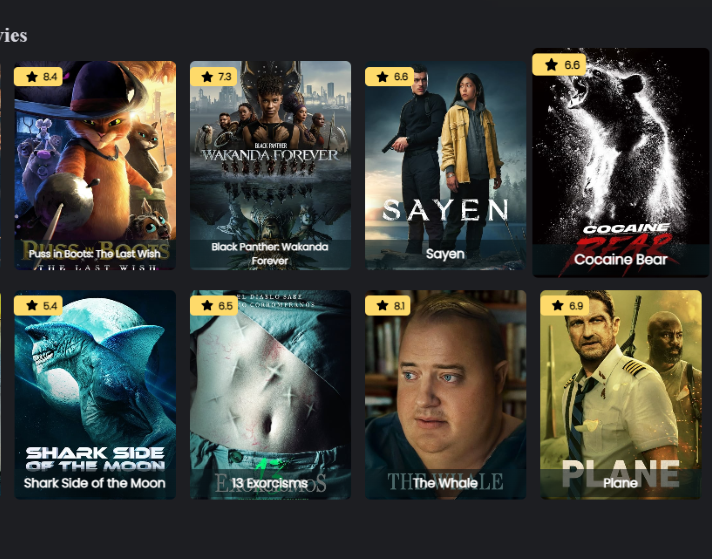 vies
8.4
7.3
6.6
6.6
BLACK PANTHER
WAKANDA FOREVER
SAYEN
COCAINE
BEAR
PUSS IN BOOTS
THE LAST WISH
Puss in Boots: The Last Wish
Black Panther: Wakanda
Forever
Sayen
Cocaine Bear
5.4
6.5
8.1
6.9
EL DIABLO SABE
SHARK SIDE
OF THE MOON
EXORCISMOS
THE WHALE
PLANE
Shark Side of the Moon
13 Exorcisms
The Whale
Plane